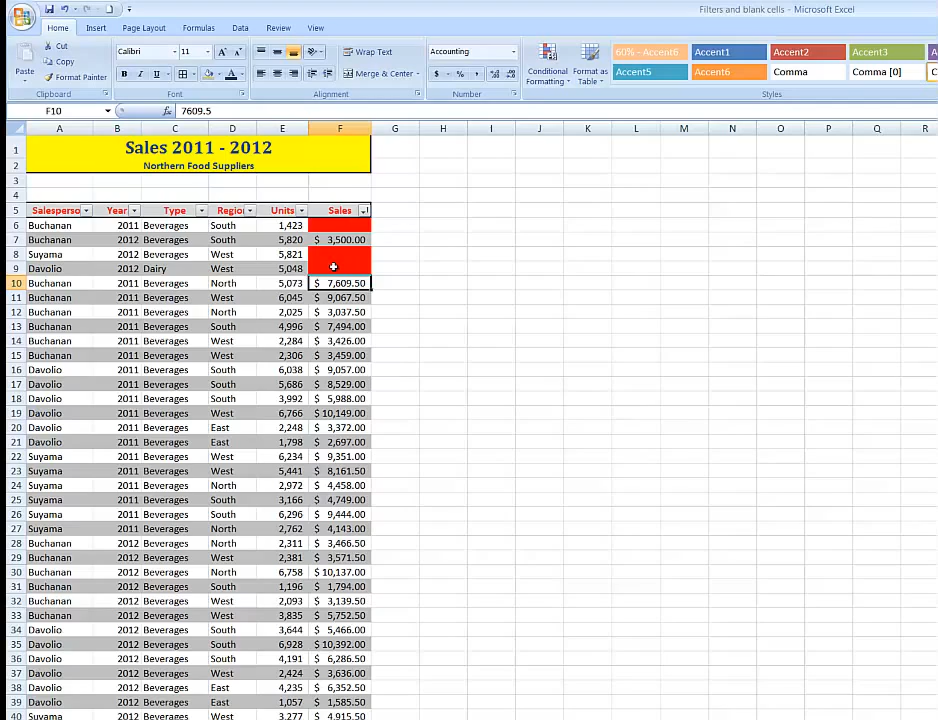 Filters and blank cells - Microsoft Excel
Home Insert Page Layout Formulas Data Review View
Cut
Copy
Format Painter
Paste
Clipboard
Calibri 11 A A
B I U A
Font
Wrap Text
Merge & Center
Alignment
Accounting
$ % ,
Number
Conditional Formatting
Format as Table
60% - Accent6 Accent1 Accent2 Accent3
Accent5 Accent6 Comma Comma [0]
Styles
F10 fx 7609.5
A B C D E F G H I J K L M N O P Q R
1 Sales 2011 - 2012
2 Northern Food Suppliers
3
4
5 Salesperso Year Type Regio Units Sales
6 Buchanan 2011 Beverages South 1,423
7 Buchanan 2012 Beverages South 5,820 $ 3,500.00
8 Suyama 2012 Beverages West 5,821
9 Davolio 2012 Dairy West 5,048
10 Buchanan 2011 Beverages North 5,073 $ 7,609.50
11 Buchanan 2011 Beverages West 6,045 $ 9,067.50
12 Buchanan 2011 Beverages North 2,025 $ 3,037.50
13 Buchanan 2011 Beverages South 4,996 $ 7,494.00
14 Buchanan 2011 Beverages West 2,284 $ 3,426.00
15 Buchanan 2011 Beverages West 2,306 $ 3,459.00
16 Davolio 2011 Beverages South 6,038 $ 9,057.00
17 Davolio 2011 Beverages South 5,686 $ 8,529.00
18 Davolio 2011 Beverages South 3,992 $ 5,988.00
19 Davolio 2011 Beverages West 6,766 $ 10,149.00
20 Davolio 2011 Beverages East 2,248 $ 3,372.00
21 Davolio 2011 Beverages East 1,798 $ 2,697.00
22 Suyama 2011 Beverages West 6,234 $ 9,351.00
23 Suyama 2011 Beverages West 5,441 $ 8,161.50
24 Suyama 2011 Beverages North 2,972 $ 4,458.00
25 Suyama 2011 Beverages South 3,166 $ 4,749.00
26 Suyama 2011 Beverages South 6,296 $ 9,444.00
27 Suyama 2011 Beverages North 2,762 $ 4,143.00
28 Buchanan 2012 Beverages North 2,311 $ 3,466.50
29 Buchanan 2012 Beverages West 2,381 $ 3,571.50
30 Buchanan 2012 Beverages North 6,758 $ 10,137.00
31 Buchanan 2012 Beverages South 1,196 $ 1,794.00
32 Buchanan 2012 Beverages West 2,093 $ 3,139.50
33 Buchanan 2012 Beverages West 3,835 $ 5,752.50
34 Davolio 2012 Beverages South 3,644 $ 5,466.00
35 Davolio 2012 Beverages South 6,928 $ 10,392.00
36 Davolio 2012 Beverages South 4,191 $ 6,286.50
37 Davolio 2012 Beverages West 2,424 $ 3,636.00
38 Davolio 2012 Beverages East 4,235 $ 6,352.50
39 Davolio 2012 Beverages East 1,057 $ 1,585.50
40 Suyama 2012 Beverages West 3,277 $ 4,915.50